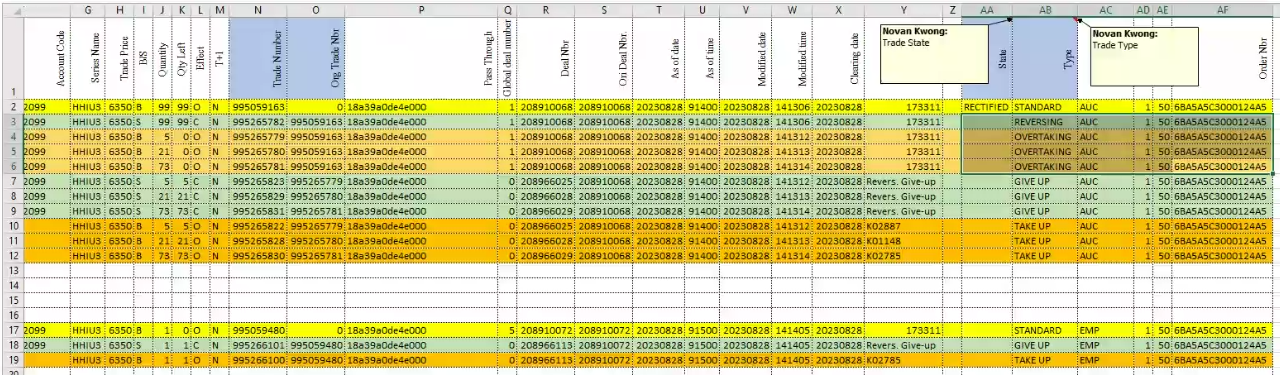 G H I J K L M N O P Q R S T U V W X Y Z AA AB AC AD AE AF
1 Account Code Series Name Trade Price B/S Quantity Qty Left Effect T+1 Trade Number Org Trade Nbr Pass Through Global deal number Deal Nbr Ori Deal Nbr. As of date As of time Modified date Modified time Clearing date State Type Order Nbr
Novan Kwong:
Trade State
Novan Kwong:
Trade Type
2 2099 HHIU3 6350 B 99 99 O N 995059163 0 18a39a0de4e000 1 208910068 208910068 20230828 91400 20230828 141306 20230828 173311 RECTIFIED STANDARD AUC 1 50 6BA5A5C3000124A5
3 2099 HHIU3 6350 S 99 99 C N 995265782 995059163 18a39a0de4e000 1 208910068 208910068 20230828 91400 20230828 141306 20230828 173311 REVERSING AUC 1 50 6BA5A5C3000124A5
4 2099 HHIU3 6350 B 5 0 O N 995265779 995059163 18a39a0de4e000 1 208910068 208910068 20230828 91400 20230828 141312 20230828 173311 OVERTAKING AUC 1 50 6BA5A5C3000124A5
5 2099 HHIU3 6350 B 21 0 O N 995265780 995059163 18a39a0de4e000 1 208910068 208910068 20230828 91400 20230828 141313 20230828 173311 OVERTAKING AUC 1 50 6BA5A5C3000124A5
6 2099 HHIU3 6350 B 73 0 O N 995265781 995059163 18a39a0de4e000 1 208910068 208910068 20230828 91400 20230828 141314 20230828 173311 OVERTAKING AUC 1 50 6BA5A5C3000124A5
7 2099 HHIU3 6350 S 5 5 C N 995265823 995265779 18a39a0de4e000 0 208966025 208910068 20230828 91400 20230828 141312 20230828 Revers. Give-up GIVE UP AUC 1 50 6BA5A5C3000124A5
8 2099 HHIU3 6350 S 21 21 C N 995265829 995265780 18a39a0de4e000 0 208966028 208910068 20230828 91400 20230828 141313 20230828 Revers. Give-up GIVE UP AUC 1 50 6BA5A5C3000124A5
9 2099 HHIU3 6350 S 73 73 C N 995265831 995265781 18a39a0de4e000 0 208966029 208910068 20230828 91400 20230828 141314 20230828 Revers. Give-up GIVE UP AUC 1 50 6BA5A5C3000124A5
10 HHIU3 6350 B 5 5 O N 995265822 995265779 18a39a0de4e000 0 208966025 208910068 20230828 91400 20230828 141312 20230828 K02887 TAKE UP AUC 1 50 6BA5A5C3000124A5
11 HHIU3 6350 B 21 21 O N 995265828 995265780 18a39a0de4e000 0 208966028 208910068 20230828 91400 20230828 141313 20230828 K01148 TAKE UP AUC 1 50 6BA5A5C3000124A5
12 HHIU3 6350 B 73 73 O N 995265830 995265781 18a39a0de4e000 0 208966029 208910068 20230828 91400 20230828 141314 20230828 K02785 TAKE UP AUC 1 50 6BA5A5C3000124A5
13
14
15
16
17 2099 HHIU3 6350 B 1 0 O N 995059480 0 18a39a0de4e000 5 208910072 208910072 20230828 91500 20230828 141405 20230828 173311 STANDARD EMP 1 50 6BA5A5C3000124A5
18 2099 HHIU3 6350 S 1 1 C N 995266101 995059480 18a39a0de4e000 0 208966113 208910072 20230828 91500 20230828 141405 20230828 Revers. Give-up GIVE UP EMP 1 50 6BA5A5C3000124A5
19 HHIU3 6350 B 1 1 O N 995266100 995059480 18a39a0de4e000 0 208966113 208910072 20230828 91500 20230828 141405 20230828 K02785 TAKE UP EMP 1 50 6BA5A5C3000124A5